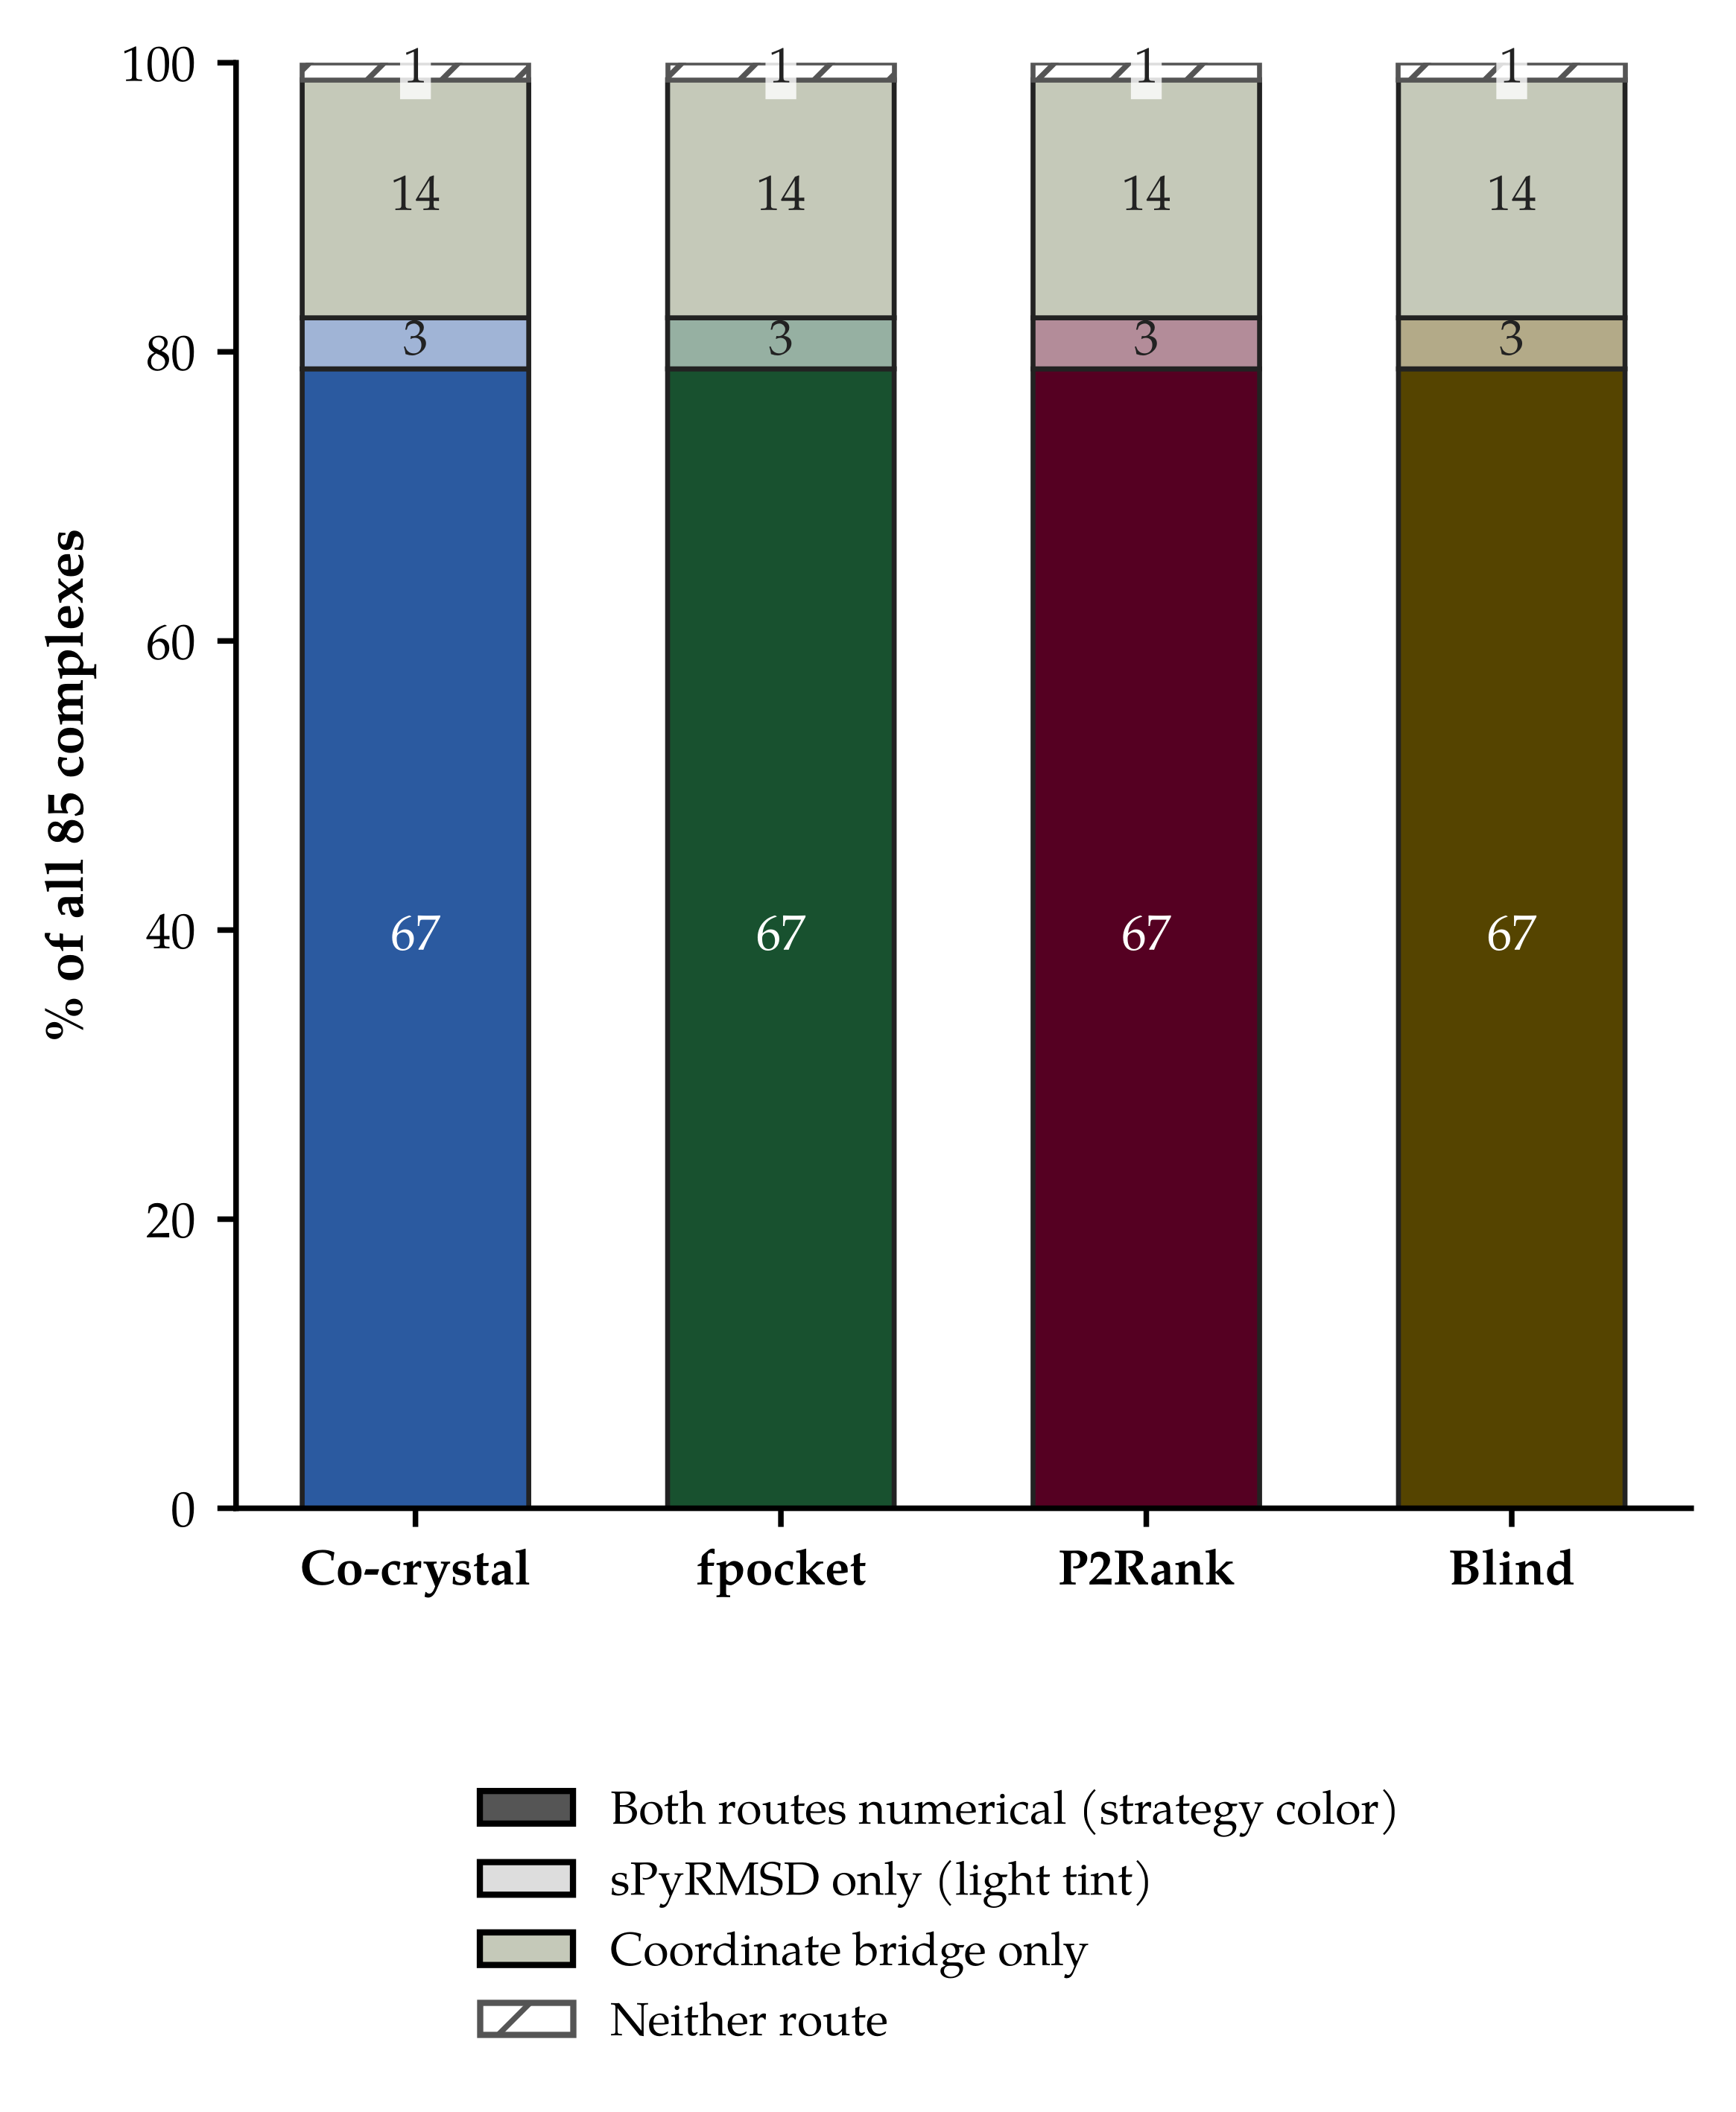 % of all 85 complexes
100
80
60
40
20
0
1 1 1 1
14 14 14 14
3 3 3 3
67 67 67 67
Co-crystal fpocket P2Rank Blind
Both routes numerical (strategy color)
sPyRMSD only (light tint)
Coordinate bridge only
Neither route